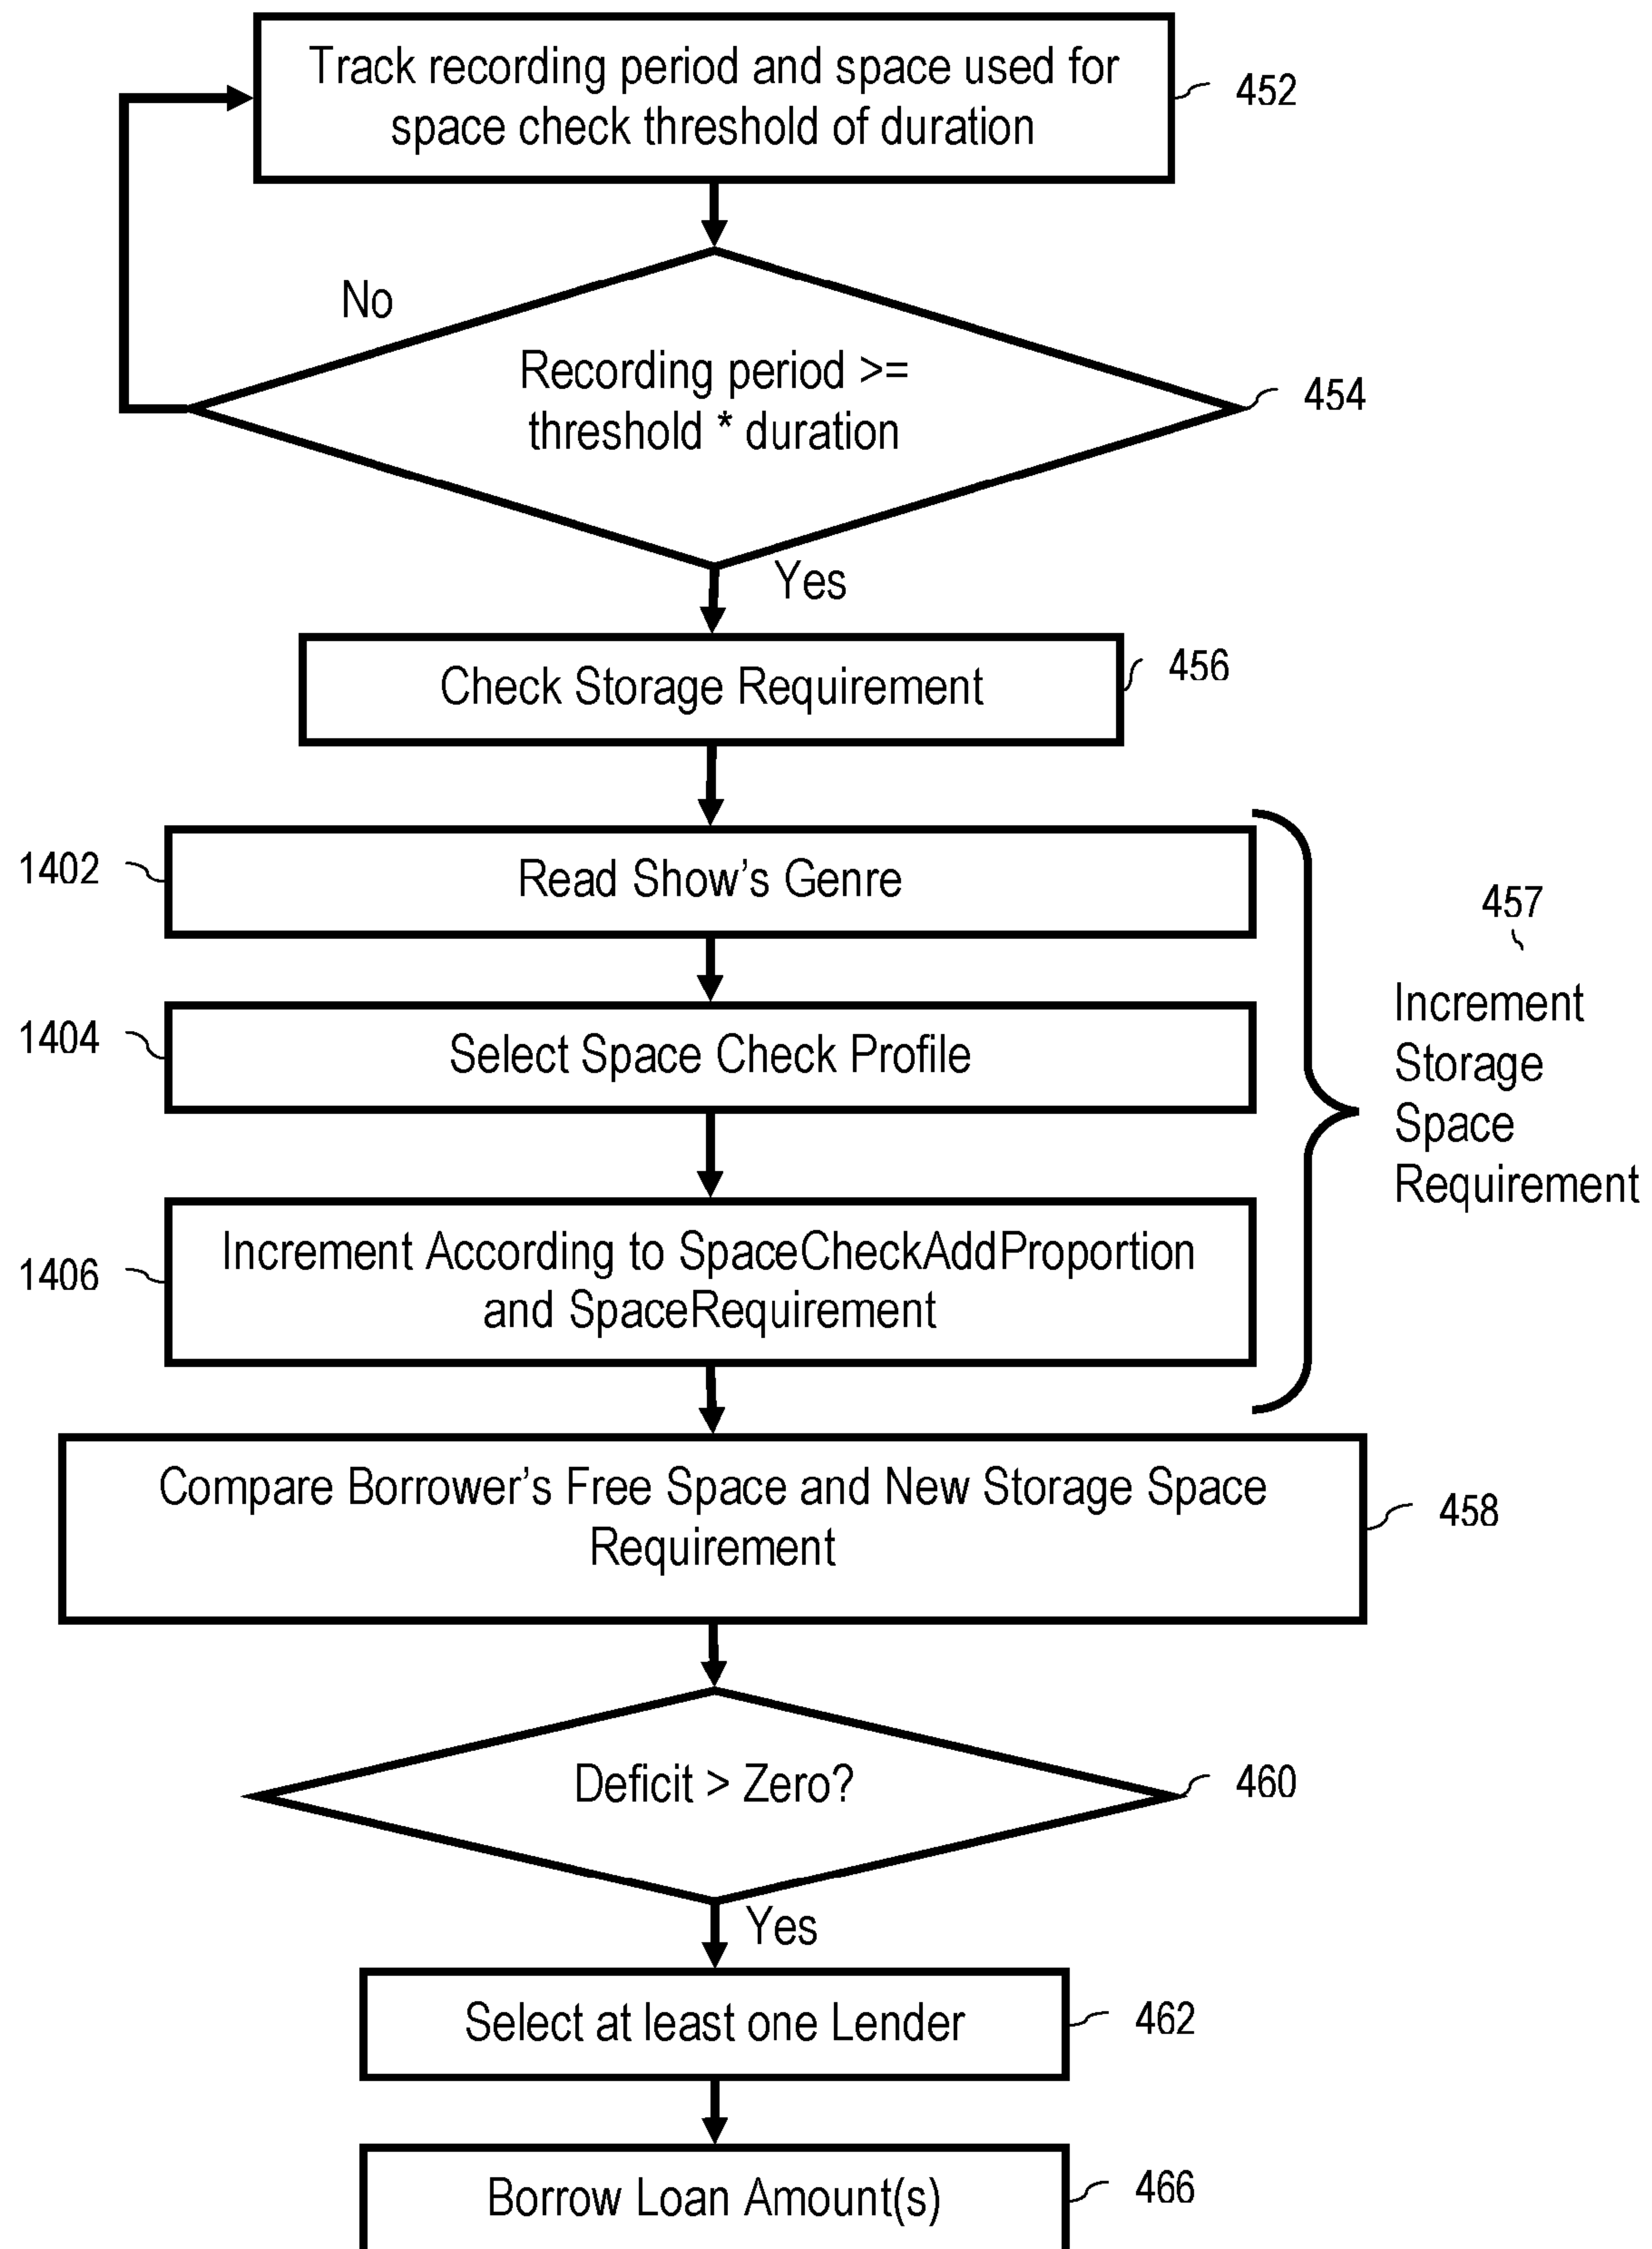 Track recording period and space used for
space check threshold of duration
452
No
Recording period >=
threshold * duration
454
Yes
Check Storage Requirement
456
1402
Read Show's Genre
1404
Select Space Check Profile
1406
Increment According to SpaceCheckAddProportion
and SpaceRequirement
457
Increment
Storage
Space
Requirement
Compare Borrower's Free Space and New Storage Space
Requirement
458
Deficit > Zero?
460
Yes
Select at least one Lender
462
Borrow Loan Amount(s)
466